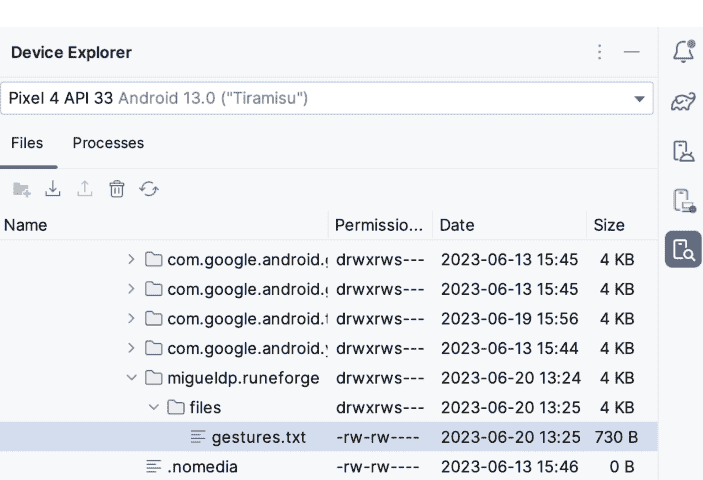 Device Explorer
Pixel 4 API 33 Android 13.0 ("Tiramisu")
Files Processes
Name Permissio... Date Size
com.google.android.g drwxrws--- 2023-06-13 15:45 4 KB
com.google.android.g drwxrws--- 2023-06-13 15:45 4 KB
com.google.android.t drwxrws--- 2023-06-19 15:56 4 KB
com.google.android.y drwxrws--- 2023-06-13 15:44 4 KB
migueldp.runeforge drwxrws--- 2023-06-20 13:24 4 KB
files drwxrws--- 2023-06-20 13:25 4 KB
gestures.txt -rw-rw---- 2023-06-20 13:25 730 B
.nomedia -rw-rw---- 2023-06-13 15:46 0 B